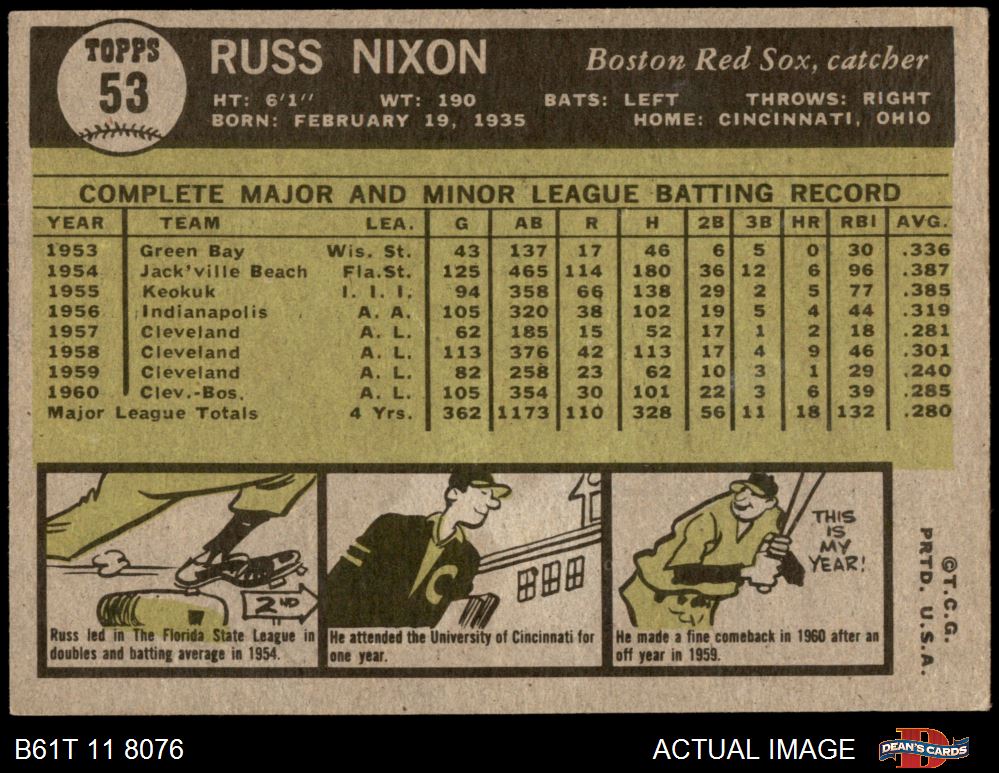 TOPPS
53
RUSS NIXON
Boston Red Sox, catcher
HT: 6'1" WT: 190 BATS: LEFT THROWS: RIGHT
BORN: FEBRUARY 19, 1935 HOME: CINCINNATI, OHIO
COMPLETE MAJOR AND MINOR LEAGUE BATTING RECORD
YEAR TEAM LEA. G AB R H 2B 3B HR RBI AVG.
1953 Green Bay Wis. St. 43 137 17 46 6 5 0 30 .336
1954 Jack'ville Beach Fla.St. 125 465 114 180 36 12 6 96 .387
1955 Keokuk I. I. I. 94 358 66 138 29 2 5 77 .385
1956 Indianapolis A. A. 105 320 38 102 19 5 4 44 .319
1957 Cleveland A. L. 62 185 15 52 17 1 2 18 .281
1958 Cleveland A. L. 113 376 42 113 17 4 9 46 .301
1959 Cleveland A. L. 82 258 23 62 10 3 1 29 .240
1960 Clev.-Bos. A. L. 105 354 30 101 22 3 6 39 .285
Major League Totals 4 Yrs. 362 1173 110 328 56 11 18 132 .280
2ND
Russ led in The Florida State League in
doubles and batting average in 1954.
C
He attended the University of Cincinnati for
one year.
THIS
IS
MY
YEAR!
He made a fine comeback in 1960 after an
off year in 1959.
©T.C.G.
PRTD. U.S.A.
B61T 11 8076
ACTUAL IMAGE
D
DEAN'S CARDS